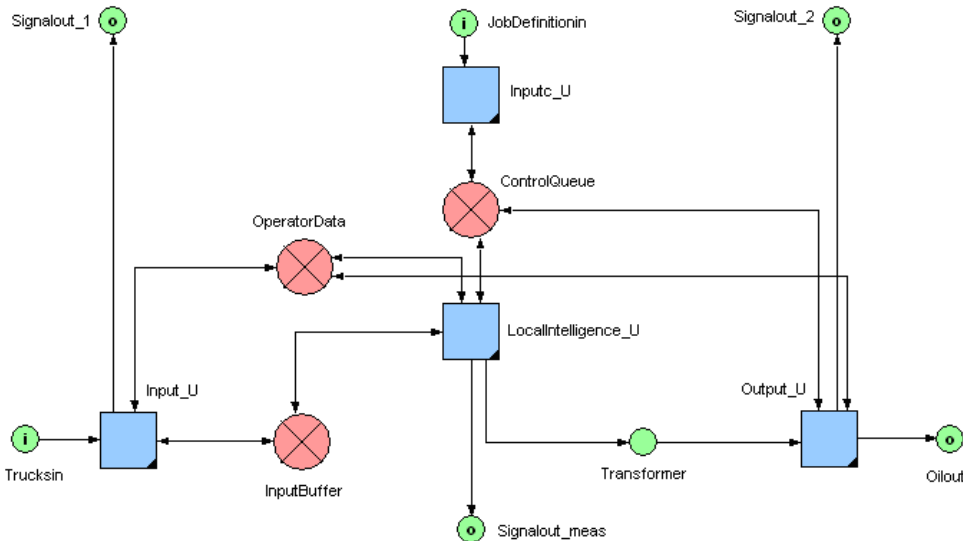 Signalout_1
o
i
JobDefinitionin
Signalout_2
o
Inputc_U
ControlQueue
OperatorData
LocalIntelligence_U
Input_U
Output_U
i
o
Trucksin
InputBuffer
Transformer
Oilout
o
Signalout_meas